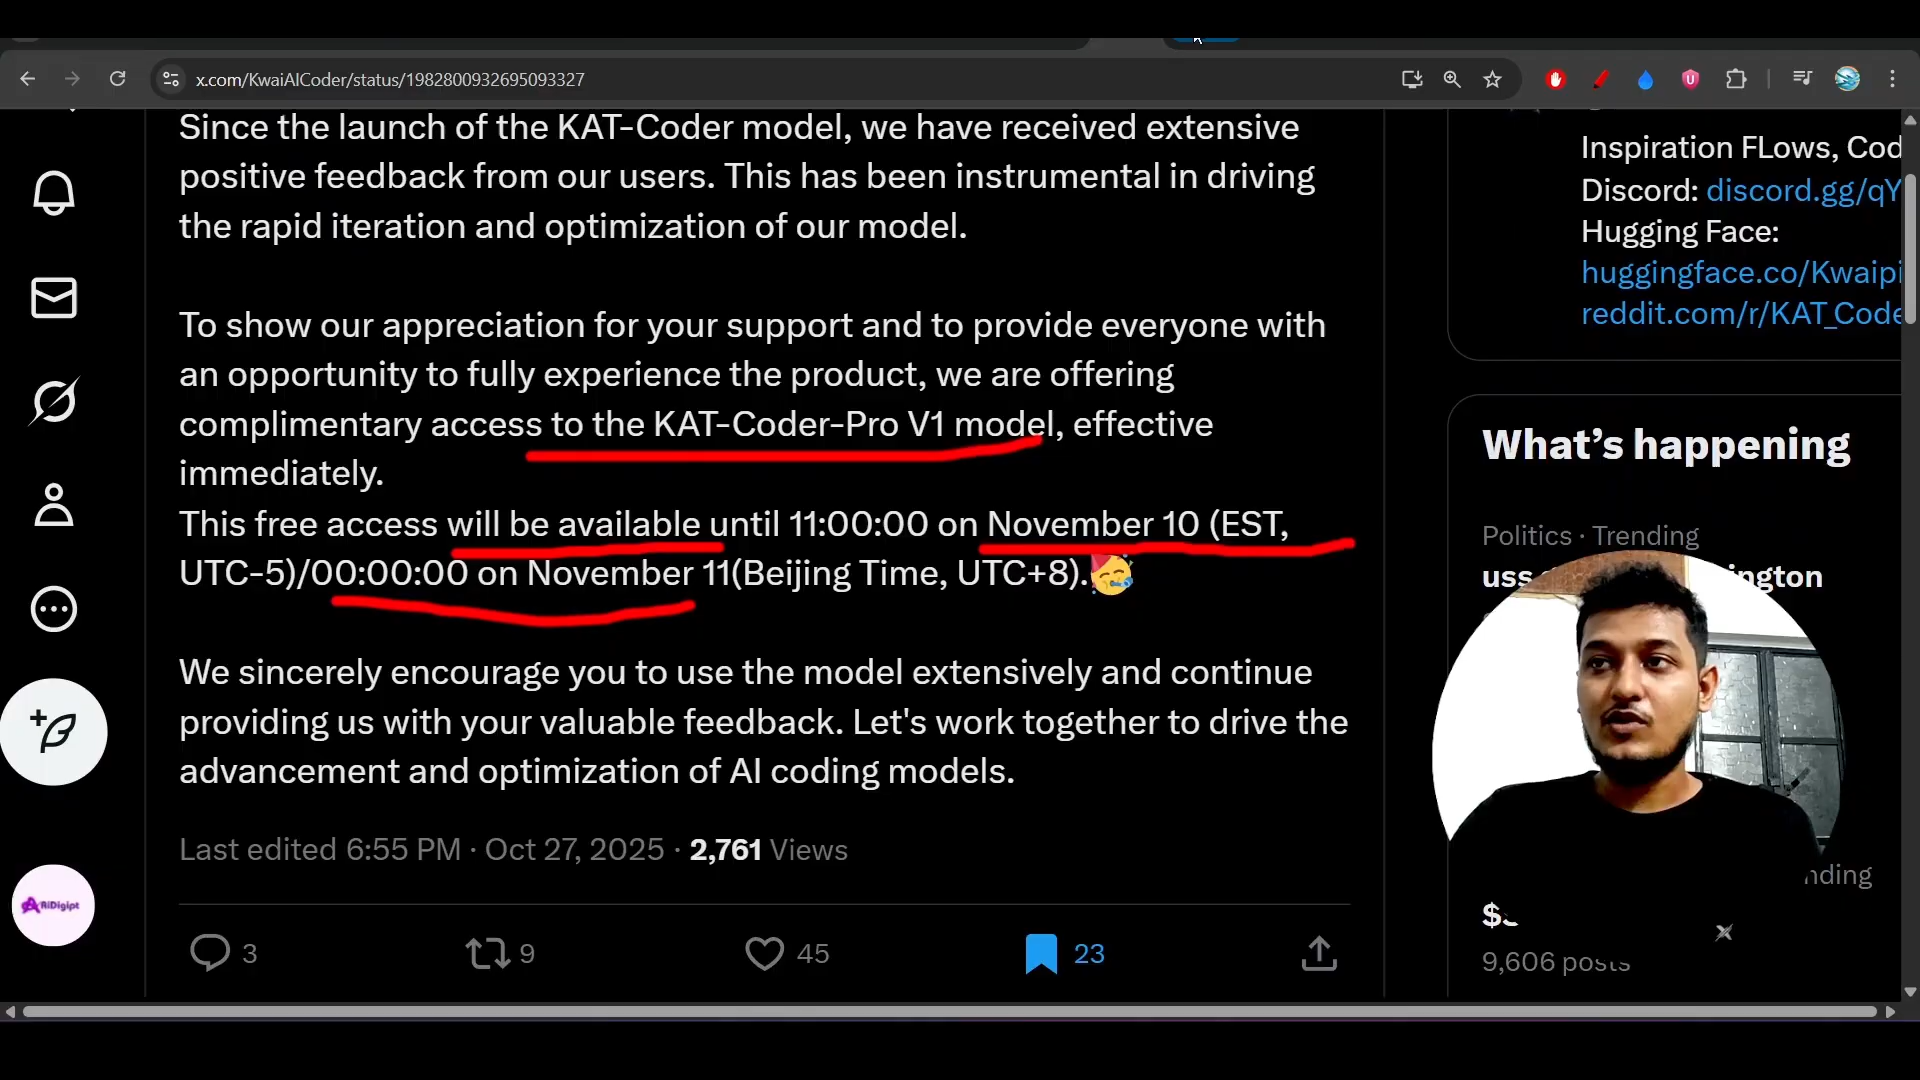 x.com/KwaiAICoder/status/1982800932695093327
Since the launch of the KAT-Coder model, we have received extensive
positive feedback from our users. This has been instrumental in driving
the rapid iteration and optimization of our model.
To show our appreciation for your support and to provide everyone with
an opportunity to fully experience the product, we are offering
complimentary access to the KAT-Coder-Pro V1 model, effective
immediately.
This free access will be available until 11:00:00 on November 10 (EST,
UTC-5)/00:00:00 on November 11(Beijing Time, UTC+8).🥳
We sincerely encourage you to use the model extensively and continue
providing us with your valuable feedback. Let's work together to drive the
advancement and optimization of AI coding models.
Last edited 6:55 PM · Oct 27, 2025 · 2,761 Views
3
9
45
23
AiDigipt
Inspiration FLows, Cod
Discord: discord.gg/qY
Hugging Face:
huggingface.co/Kwaipi
reddit.com/r/KAT_Code
What's happening
Politics · Trending
uss
9,606 posts